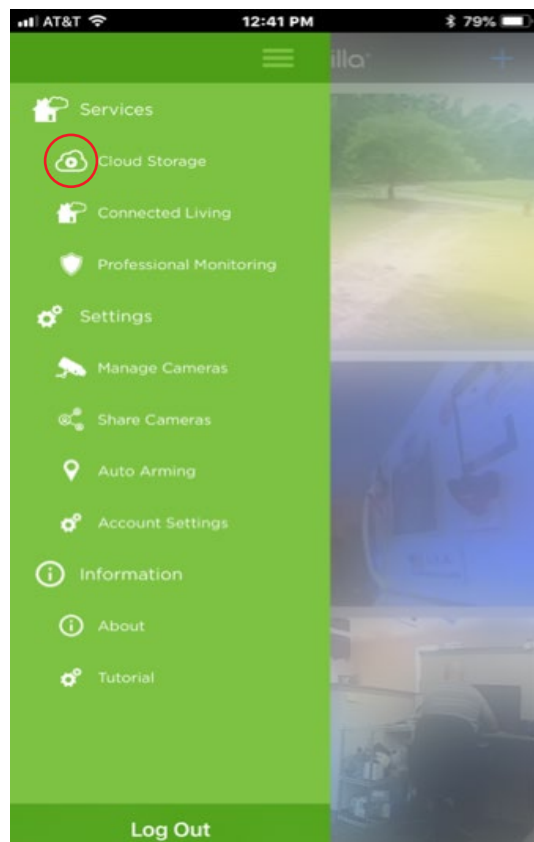 AT&T 12:41 PM 79%
illa
Services
Cloud Storage
Connected Living
Professional Monitoring
Settings
Manage Cameras
Share Cameras
Auto Arming
Account Settings
Information
About
Tutorial
Log Out